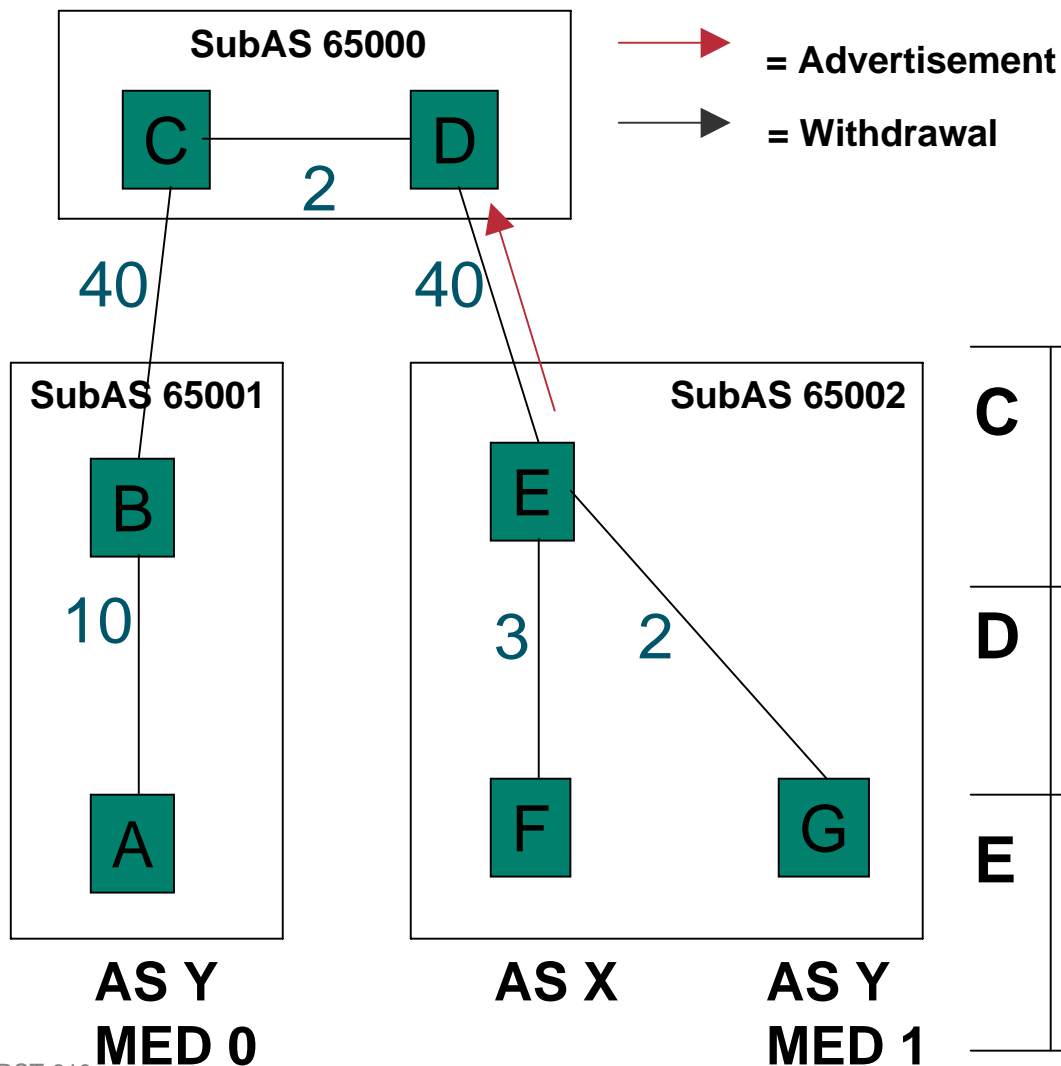 SubAS 65000
= Advertisement
= Withdrawal
C
D
2
40
40
SubAS 65001
SubAS 65002
C
B
E
10
3
2
D
A
F
G
E
AS Y
AS X
AS Y
MED 0
MED 1